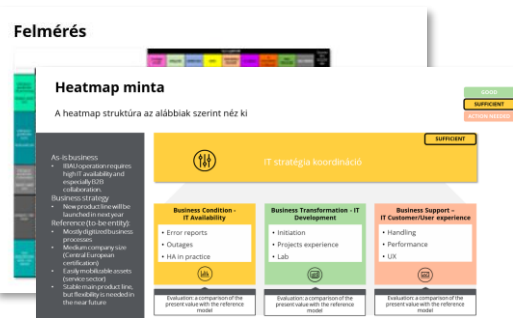 Felmérés
Heatmap minta
A heatmap struktúra az alábbiak szerint néz ki
GOOD
SUFFICIENT
ACTION NEEDED
SUFFICIENT
IT stratégia koordináció
As-is business
• (BAU) operation requires
high IT availability and
especially B2B
collaboration.
Business strategy
• New product line will be
launched in next year
Reference (to be entity):
• Mostly digitised business
processes
• Medium company size
(Central European
certification)
• Easily mobilizable assets
(service sector)
• Stable main product line,
but flexibility is needed in
the near future
Business Condition -
IT Availability
• Error reports
• Outages
• HA in practice
Evaluation: a comparison of the
present value with the reference
model
Business Transformation - IT
Development
• Initiation
• Projects experience
• Lab
Evaluation: a comparison of the
present value with the reference
model
Business Support –
IT Customer/User experience
• Handling
• Performance
• UX
Evaluation: a comparison of the
present value with the reference
model